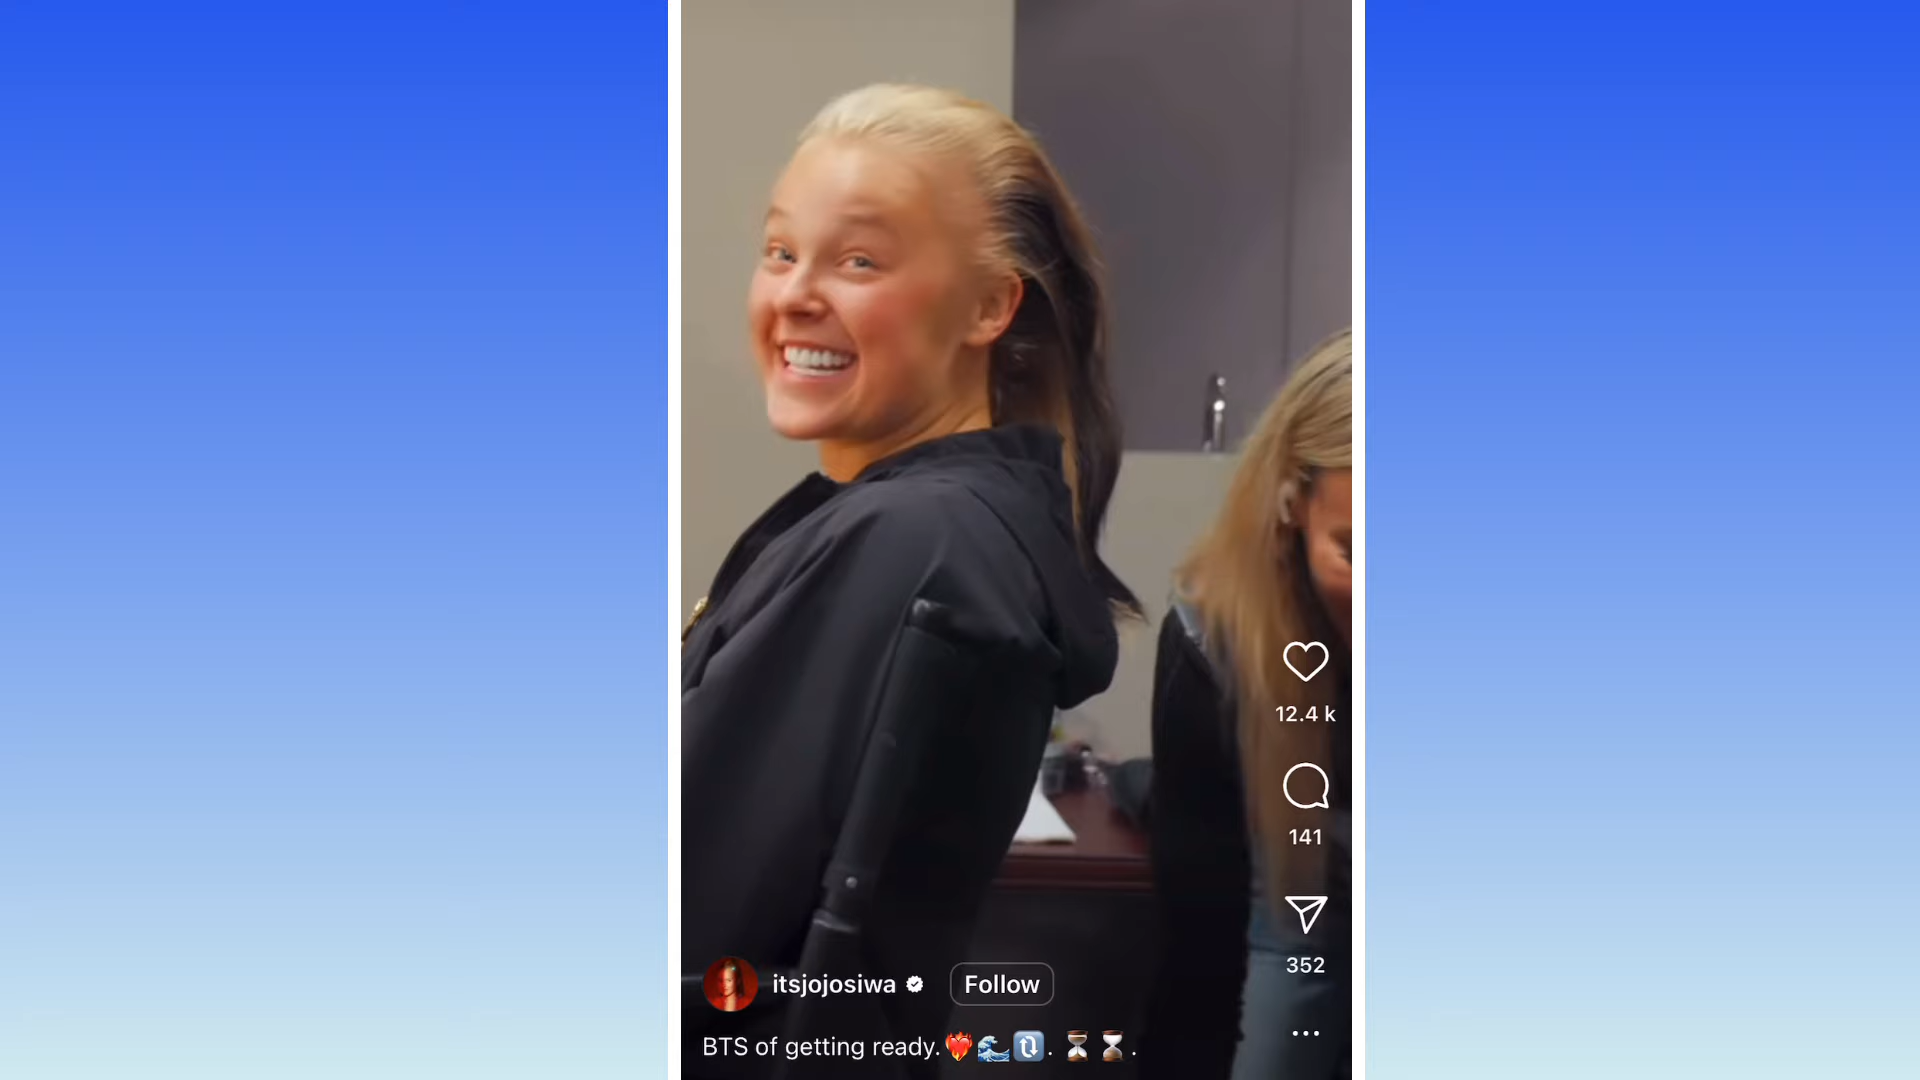 12.4 k
141
352
itsjojosiwa
Follow
BTS of getting ready.❤️‍🔥🌊🔃. ⏳⌛.